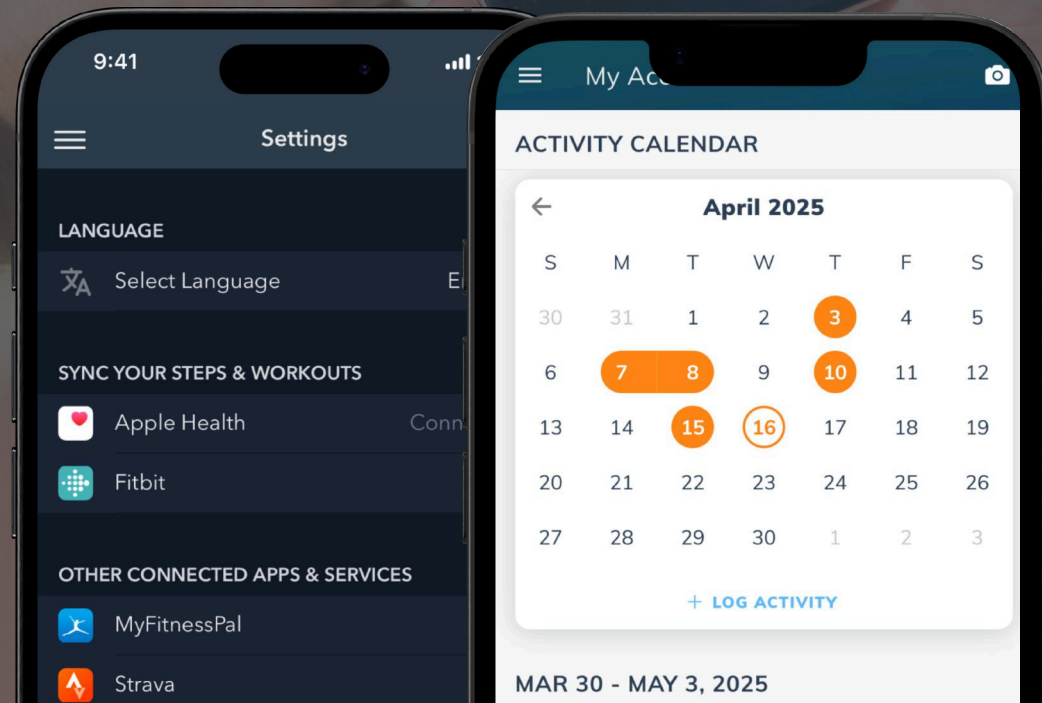 9:41
Settings
LANGUAGE
Select Language
SYNC YOUR STEPS & WORKOUTS
Apple Health
Fitbit
OTHER CONNECTED APPS & SERVICES
MyFitnessPal
Strava
My
ACTIVITY CALENDAR
April 2025
S M T W T F S
30 31 1 2 3 4 5
6 7 8 9 10 11 12
13 14 15 16 17 18 19
20 21 22 23 24 25 26
27 28 29 30 1 2 3
+ LOG ACTIVITY
MAR 30 - MAY 3, 2025